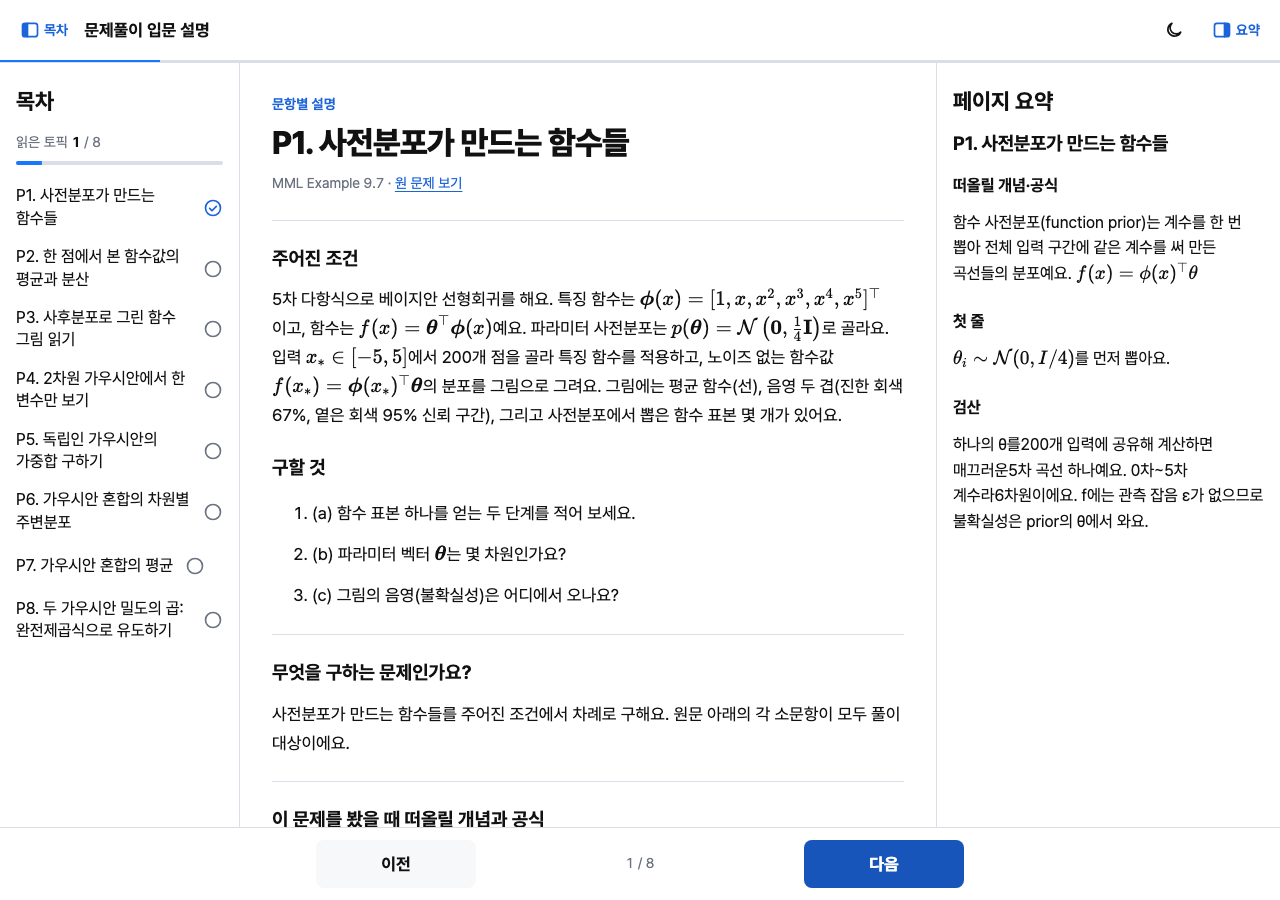 목차 문제풀이 입문 설명 요약
목차
읽은 토픽 1 / 8
P1. 사전분포가 만드는
함수들
P2. 한 점에서 본 함수값의
평균과 분산
P3. 사후분포로 그린 함수
그림 읽기
P4. 2차원 가우시안에서 한
변수만 보기
P5. 독립인 가우시안의
가중합 구하기
P6. 가우시안 혼합의 차원별
주변분포
P7. 가우시안 혼합의 평균
P8. 두 가우시안 밀도의 곱:
완전제곱식으로 유도하기
문항별 설명
P1. 사전분포가 만드는 함수들
MML Example 9.7 · 원 문제 보기
주어진 조건
5차 다항식으로 베이지안 선형회귀를 해요. 특징 함수는 ϕ(x) = [1, x, x², x³, x⁴, x⁵]⊤
이고, 함수는 f(x) = θ⊤ϕ(x)예요. 파라미터 사전분포는 p(θ) = 𝒩(0, ¼I)로 골라요.
입력 x∗ ∈ [−5, 5]에서 200개 점을 골라 특징 함수를 적용하고, 노이즈 없는 함수값
f(x∗) = ϕ(x∗)⊤θ의 분포를 그림으로 그려요. 그림에는 평균 함수(선), 음영 두 겹(진한 회색
67%, 옅은 회색 95% 신뢰 구간), 그리고 사전분포에서 뽑은 함수 표본 몇 개가 있어요.
구할 것
1. (a) 함수 표본 하나를 얻는 두 단계를 적어 보세요.
2. (b) 파라미터 벡터 θ는 몇 차원인가요?
3. (c) 그림의 음영(불확실성)은 어디에서 오나요?
무엇을 구하는 문제인가요?
사전분포가 만드는 함수들를 주어진 조건에서 차례로 구해요. 원문 아래의 각 소문항이 모두 풀이
대상이에요.
이 문제를 봤을 때 떠올릴 개념과 공식
페이지 요약
P1. 사전분포가 만드는 함수들
떠올릴 개념·공식
함수 사전분포(function prior)는 계수를 한 번
뽑아 전체 입력 구간에 같은 계수를 써 만든
곡선들의 분포예요. f(x) = ϕ(x)⊤θ
첫 줄
θᵢ ∼ 𝒩(0, I/4)를 먼저 뽑아요.
검산
하나의 θ를200개 입력에 공유해 계산하면
매끄러운5차 곡선 하나예요. 0차~5차
계수라6차원이에요. f에는 관측 잡음 ε가 없으므로
불확실성은 prior의 θ에서 와요.
이전 1 / 8 다음